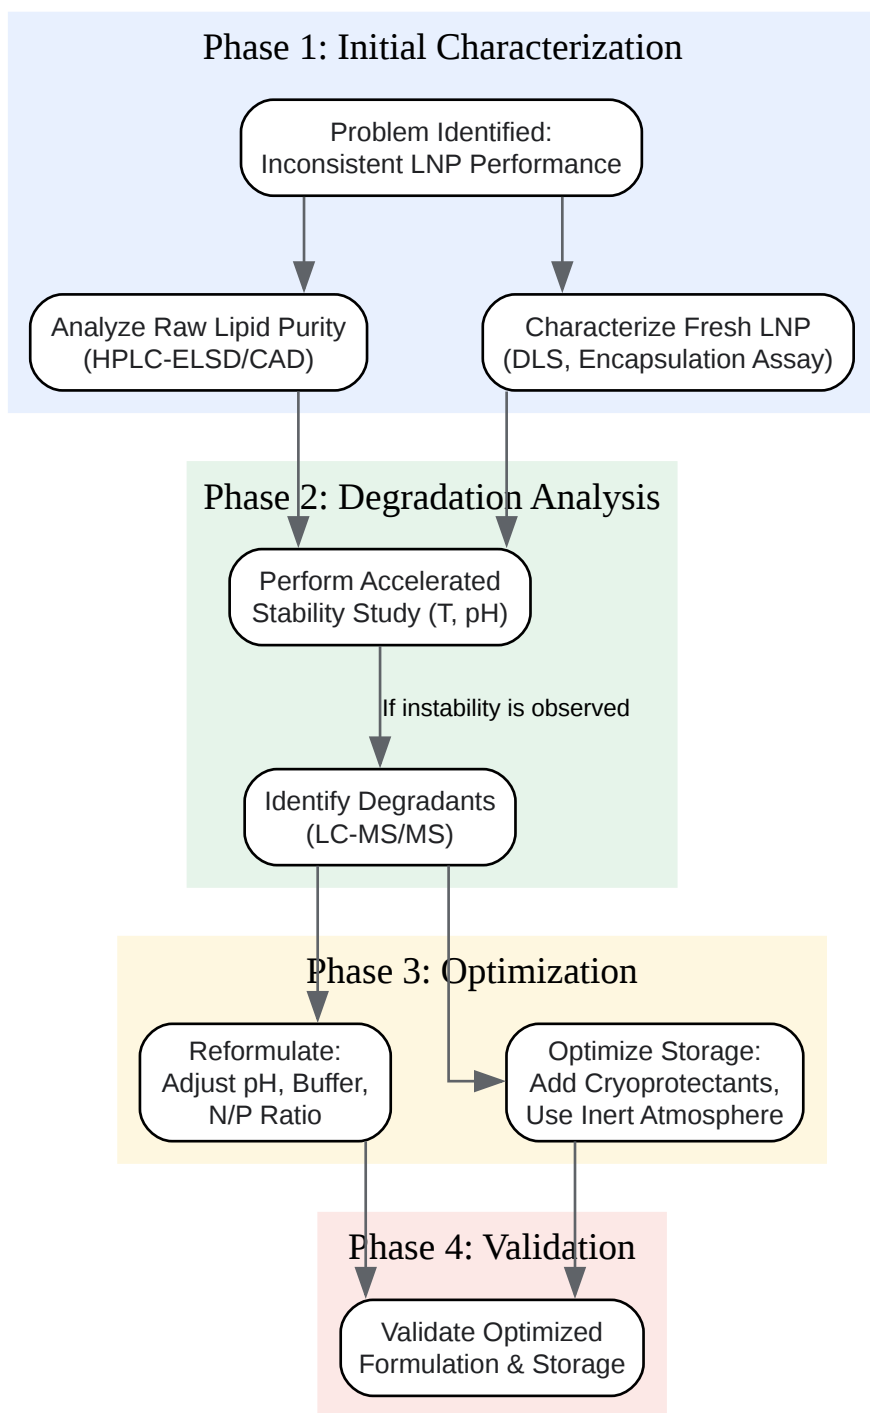 Phase 1: Initial Characterization
Problem Identified:
Inconsistent LNP Performance
Analyze Raw Lipid Purity
(HPLC-ELSD/CAD)
Characterize Fresh LNP
(DLS, Encapsulation Assay)
Phase 2: Degradation Analysis
Perform Accelerated
Stability Study (T, pH)
If instability is observed
Identify Degradants
(LC-MS/MS)
Phase 3: Optimization
Reformulate:
Adjust pH, Buffer,
N/P Ratio
Optimize Storage:
Add Cryoprotectants,
Use Inert Atmosphere
Phase 4: Validation
Validate Optimized
Formulation & Storage